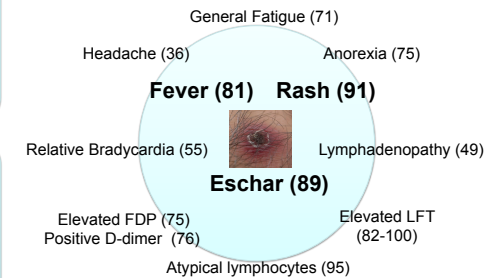 General Fatigue (71)
Headache (36)
Anorexia (75)
Fever (81)
Rash (91)
Relative Bradycardia (55)
Lymphadenopathy (49)
Eschar (89)
Elevated FDP (75)
Positive D-dimer (76)
Elevated LFT
(82-100)
Atypical lymphocytes (95)